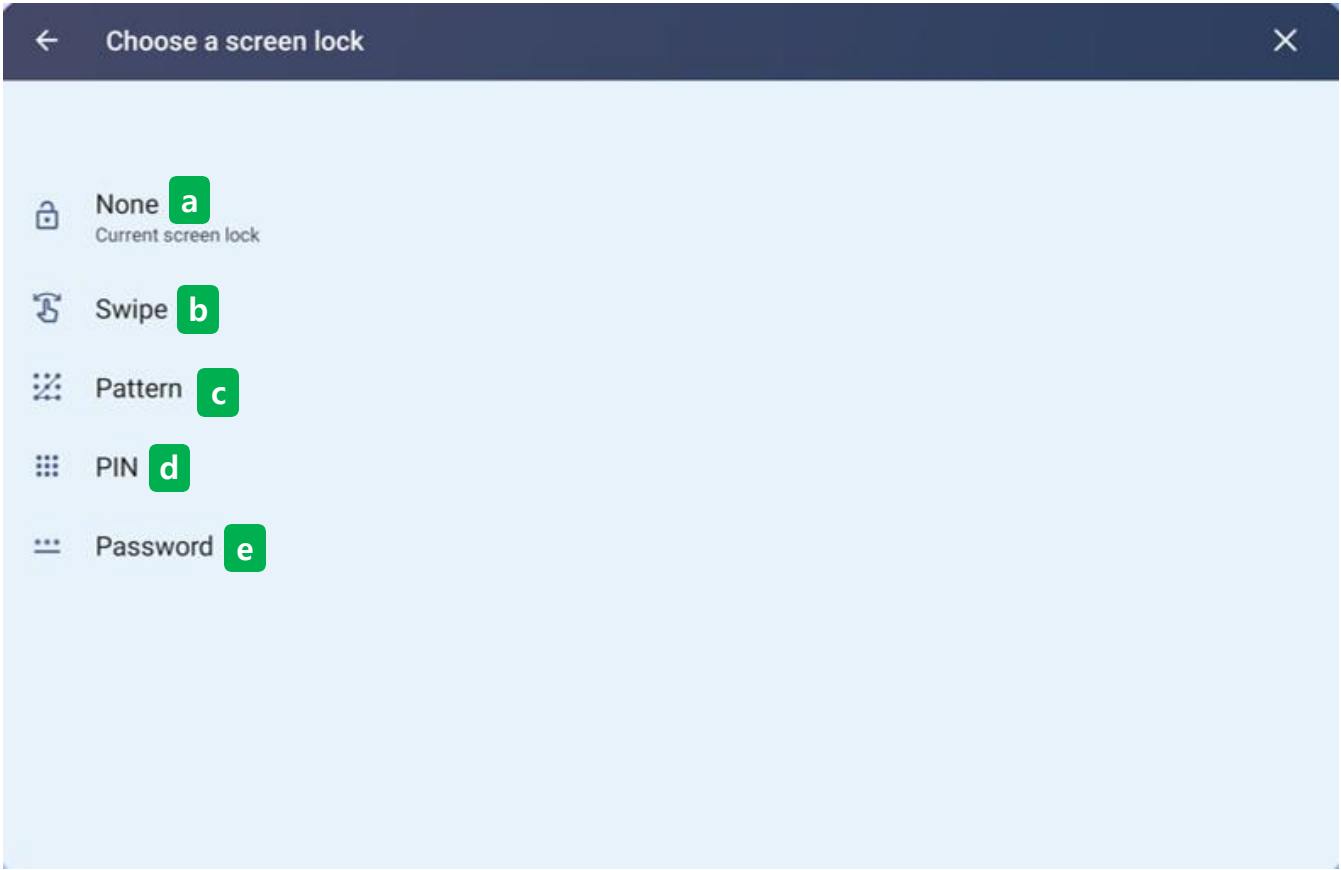 Choose a screen lock
None a
Current screen lock
Swipe b
Pattern c
PIN d
Password e